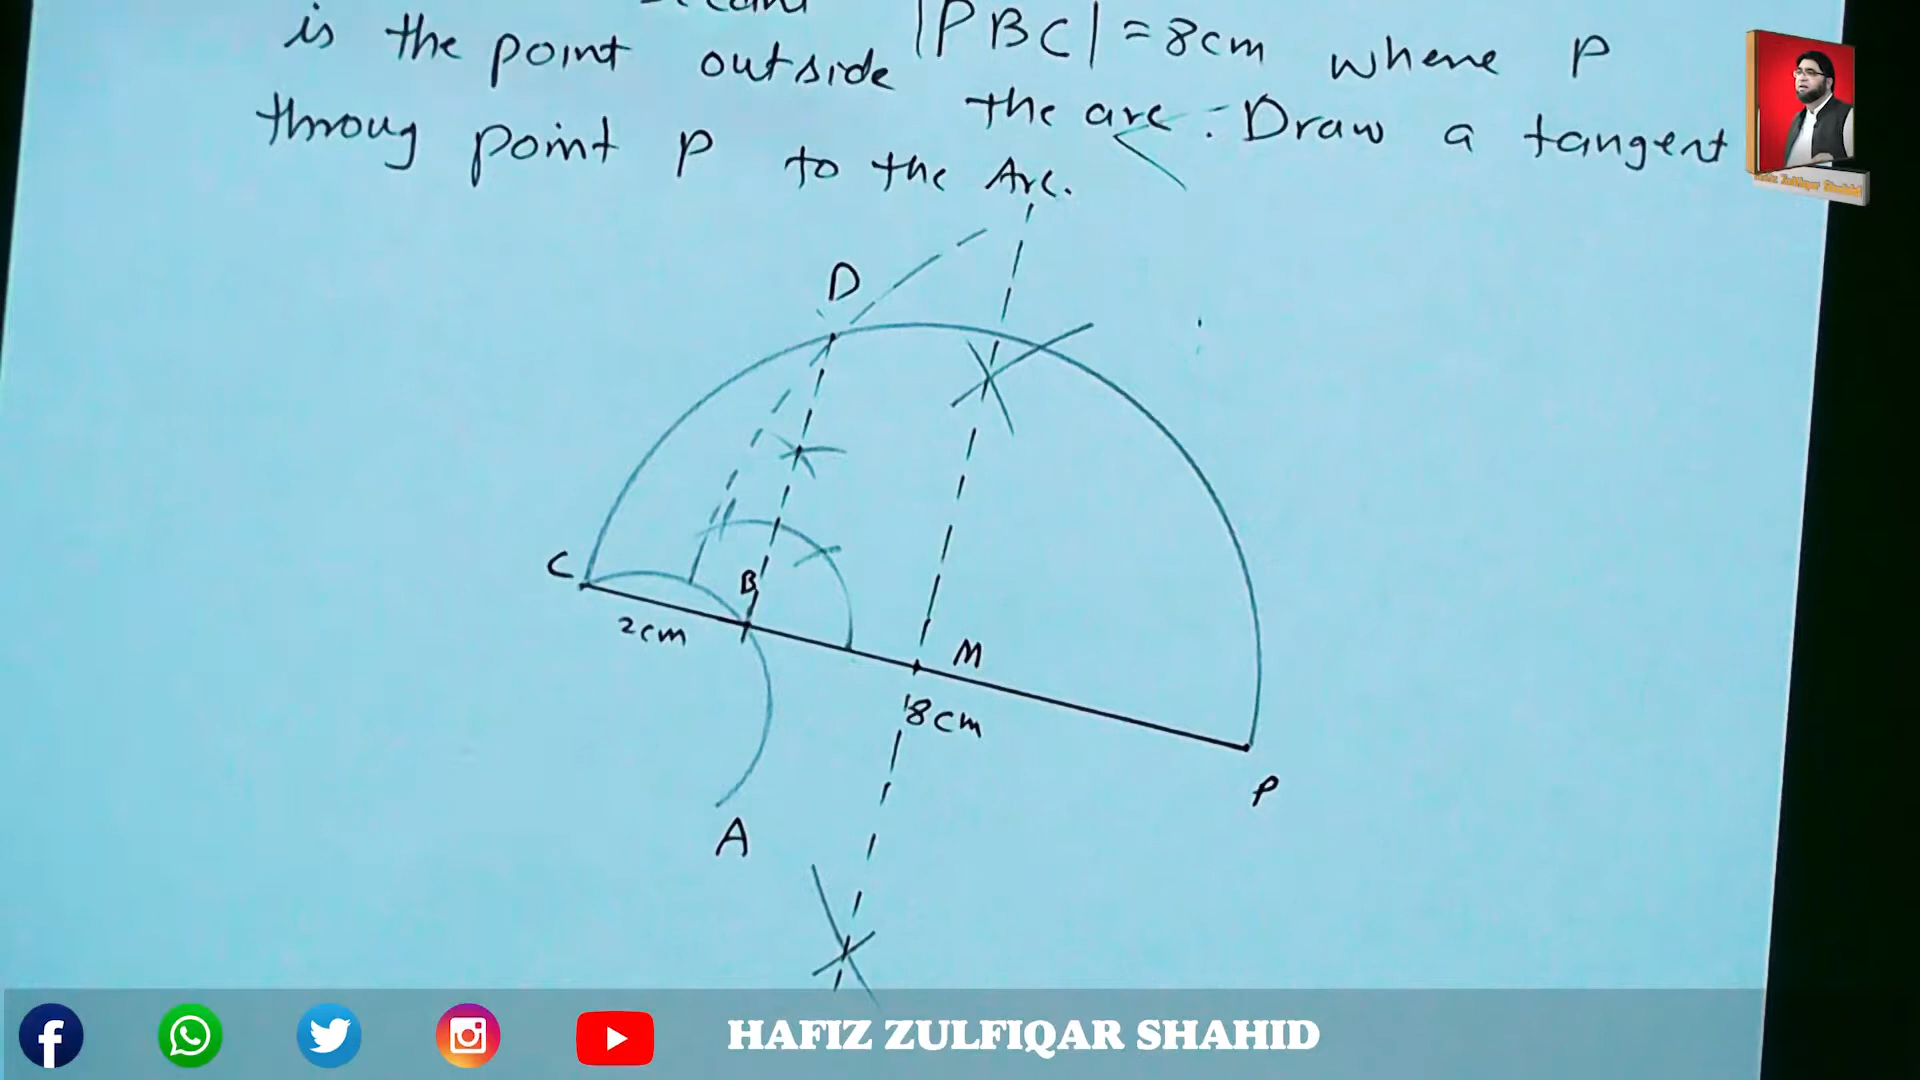 |PBC| = 8cm where P
is the point outside the arc. Draw a tangent
throug point P to the Arc.
D
C
B
2cm
M
8cm
P
A
HAFIZ ZULFIQAR SHAHID